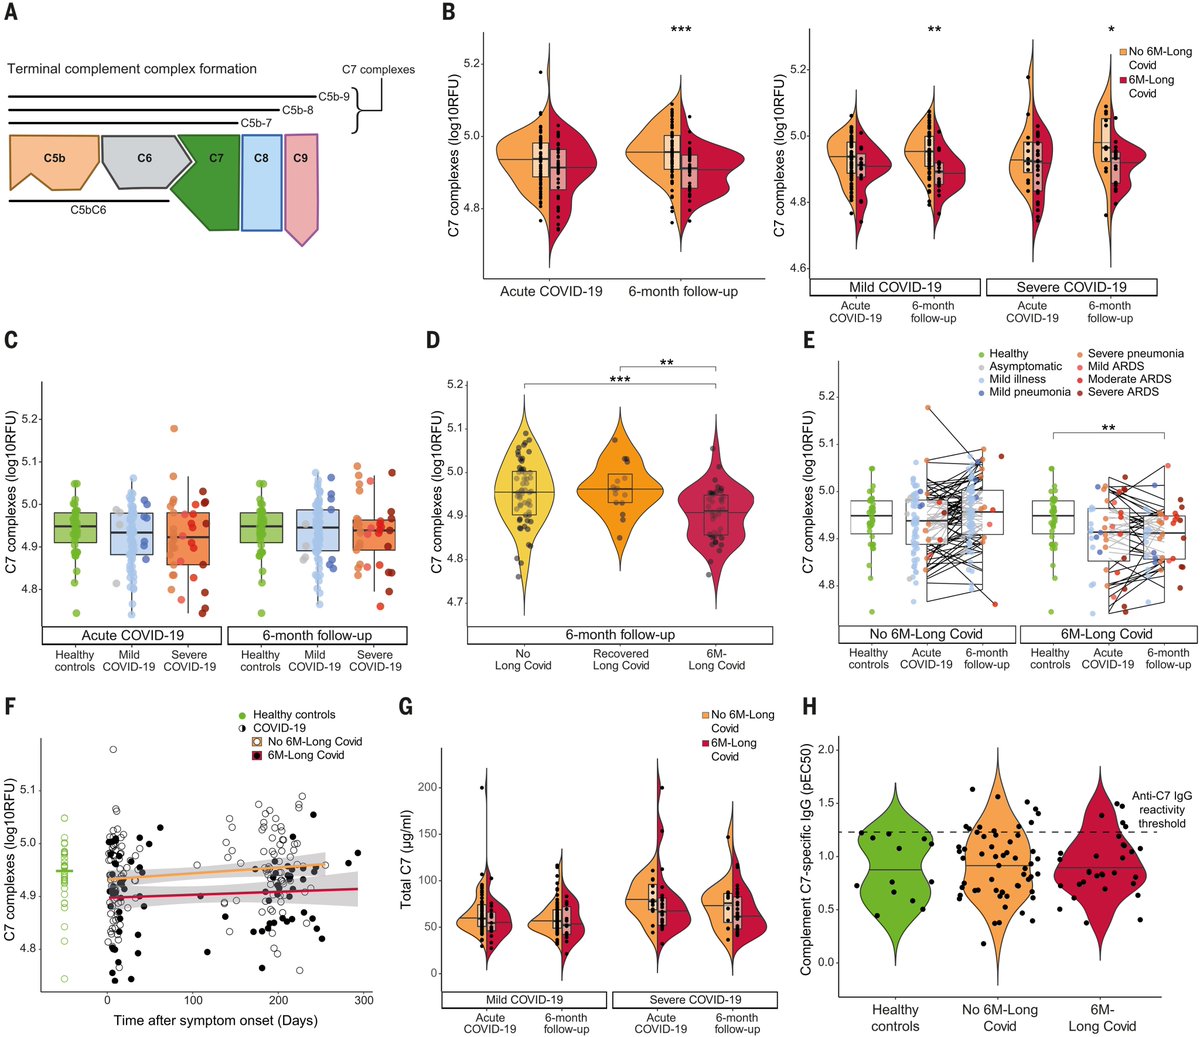 A
Terminal complement complex formation
C7 complexes
C5b-9
C5b-8
C5b-7
C5b
C6
C7
C8
C9
C5bC6
B
C7 complexes (log10RFU)
5.2
5.0
4.8
***
Acute COVID-19
6-month follow-up
C7 complexes (log10RFU)
5.2
5.0
4.8
4.6
**
*
No 6M-Long
Covid
6M-Long
Covid
Mild COVID-19
Severe COVID-19
Acute
COVID-19
6-month
follow-up
Acute
COVID-19
6-month
follow-up
C
C7 complexes (log10RFU)
5.2
5.1
5.0
4.9
4.8
Acute COVID-19
6-month follow-up
Healthy
controls
Mild
COVID-19
Severe
COVID-19
Healthy
controls
Mild
COVID-19
Severe
COVID-19
D
C7 complexes (log10RFU)
5.2
5.1
5.0
4.9
4.8
4.7
**
***
6-month follow-up
No
Long Covid
Recovered
Long Covid
6M-
Long Covid
E
Healthy
Asymptomatic
Mild illness
Mild pneumonia
Severe pneumonia
Mild ARDS
Moderate ARDS
Severe ARDS
C7 complexes (log10RFU)
5.2
5.1
5.0
4.9
4.8
**
No 6M-Long Covid
6M-Long Covid
Healthy
controls
Acute
COVID-19
6-month
follow-up
Healthy
controls
Acute
COVID-19
6-month
follow-up
F
Healthy controls
COVID-19
No 6M-Long Covid
6M-Long Covid
C7 complexes (log10RFU)
5.1
5.0
4.9
4.8
0
100
200
300
Time after symptom onset (Days)
G
No 6M-Long
Covid
6M-Long
Covid
Total C7 (µg/ml)
200
150
100
50
0
Mild COVID-19
Severe COVID-19
Acute
COVID-19
6-month
follow-up
Acute
COVID-19
6-month
follow-up
H
Complement C7-specific IgG (pEC50)
2.0
1.5
1.0
0.5
0.0
Anti-C7 IgG
reactivity
threshold
Healthy
controls
No 6M-Long
Covid
6M-
Long Covid